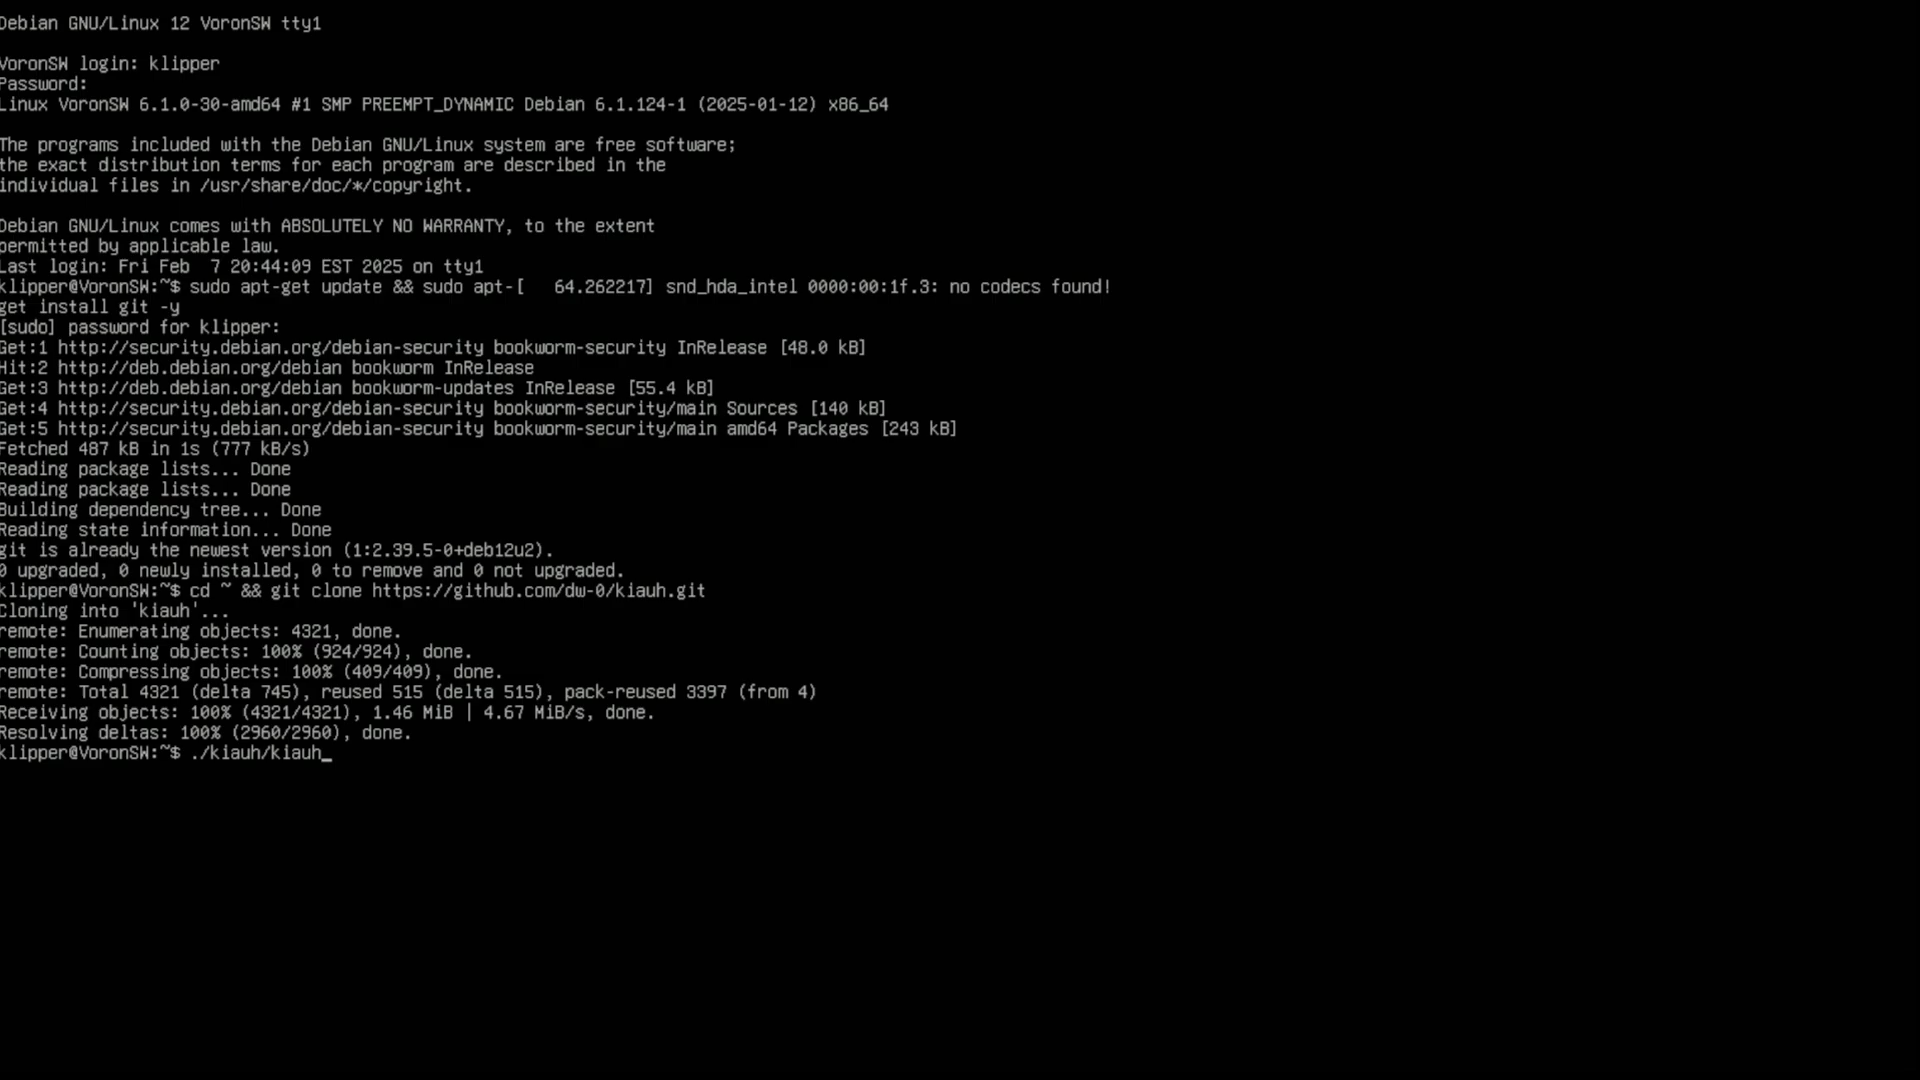 Debian GNU/Linux 12 VoronSW tty1
VoronSW login: klipper
Password:
Linux VoronSW 6.1.0-30-amd64 #1 SMP PREEMPT_DYNAMIC Debian 6.1.124-1 (2025-01-12) x86_64
The programs included with the Debian GNU/Linux system are free software;
the exact distribution terms for each program are described in the
individual files in /usr/share/doc/*/copyright.
Debian GNU/Linux comes with ABSOLUTELY NO WARRANTY, to the extent
permitted by applicable law.
Last login: Fri Feb  7 20:44:09 EST 2025 on tty1
klipper@VoronSW:~$ sudo apt-get update && sudo apt-[   64.262217] snd_hda_intel 0000:00:1f.3: no codecs found!
get install git -y
[sudo] password for klipper:
Get:1 http://security.debian.org/debian-security bookworm-security InRelease [48.0 kB]
Hit:2 http://deb.debian.org/debian bookworm InRelease
Get:3 http://deb.debian.org/debian bookworm-updates InRelease [55.4 kB]
Get:4 http://security.debian.org/debian-security bookworm-security/main Sources [140 kB]
Get:5 http://security.debian.org/debian-security bookworm-security/main amd64 Packages [243 kB]
Fetched 487 kB in 1s (777 kB/s)
Reading package lists... Done
Reading package lists... Done
Building dependency tree... Done
Reading state information... Done
git is already the newest version (1:2.39.5-0+deb12u2).
0 upgraded, 0 newly installed, 0 to remove and 0 not upgraded.
klipper@VoronSW:~$ cd ~ && git clone https://github.com/dw-0/kiauh.git
Cloning into 'kiauh'...
remote: Enumerating objects: 4321, done.
remote: Counting objects: 100% (924/924), done.
remote: Compressing objects: 100% (409/409), done.
remote: Total 4321 (delta 745), reused 515 (delta 515), pack-reused 3397 (from 4)
Receiving objects: 100% (4321/4321), 1.46 MiB | 4.67 MiB/s, done.
Resolving deltas: 100% (2960/2960), done.
klipper@VoronSW:~$ ./kiauh/kiauh_